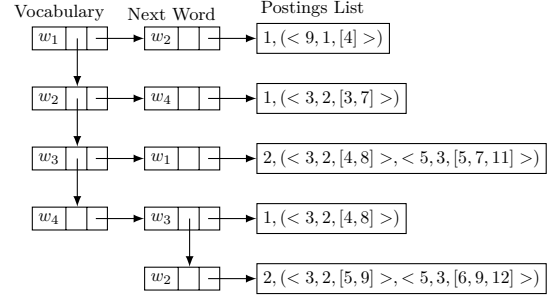 Vocabulary Next Word Postings List
w₁ w₂ 1, (< 9, 1, [4] >)
w₂ w₄ 1, (< 3, 2, [3, 7] >)
w₃ w₁ 2, (< 3, 2, [4, 8] >, < 5, 3, [5, 7, 11] >)
w₄ w₃ 1, (< 3, 2, [4, 8] >)
w₂ 2, (< 3, 2, [5, 9] >, < 5, 3, [6, 9, 12] >)